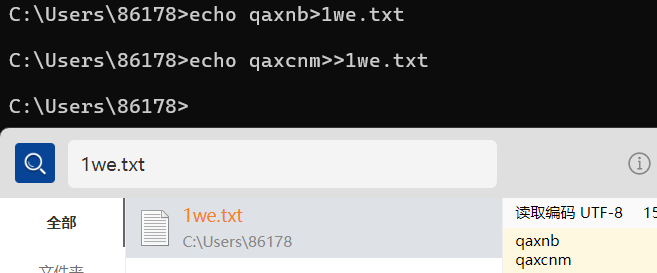 C:\Users\86178>echo qaxnb>1we.txt
C:\Users\86178>echo qaxcnm>>1we.txt
C:\Users\86178>
1we.txt
全部
1we.txt
C:\Users\86178
读取编码 UTF-8 15
qaxnb
qaxcnm
文件夹